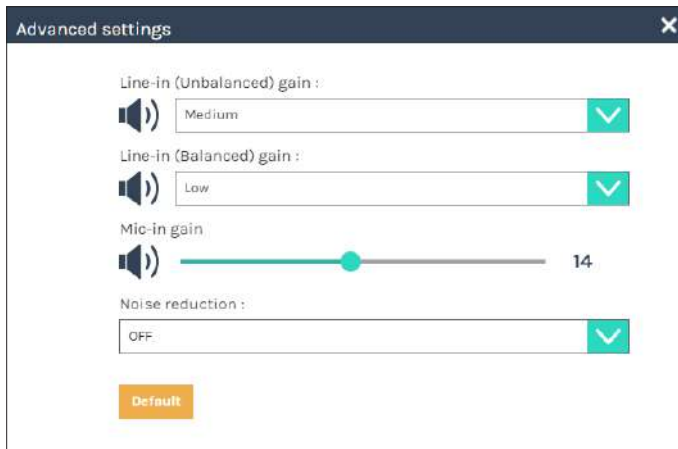 Advanced settings
Line-in (Unbalanced) gain :
Medium
Line-in (Balanced) gain :
Low
Mic-in gain
14
Noise reduction :
OFF
Default